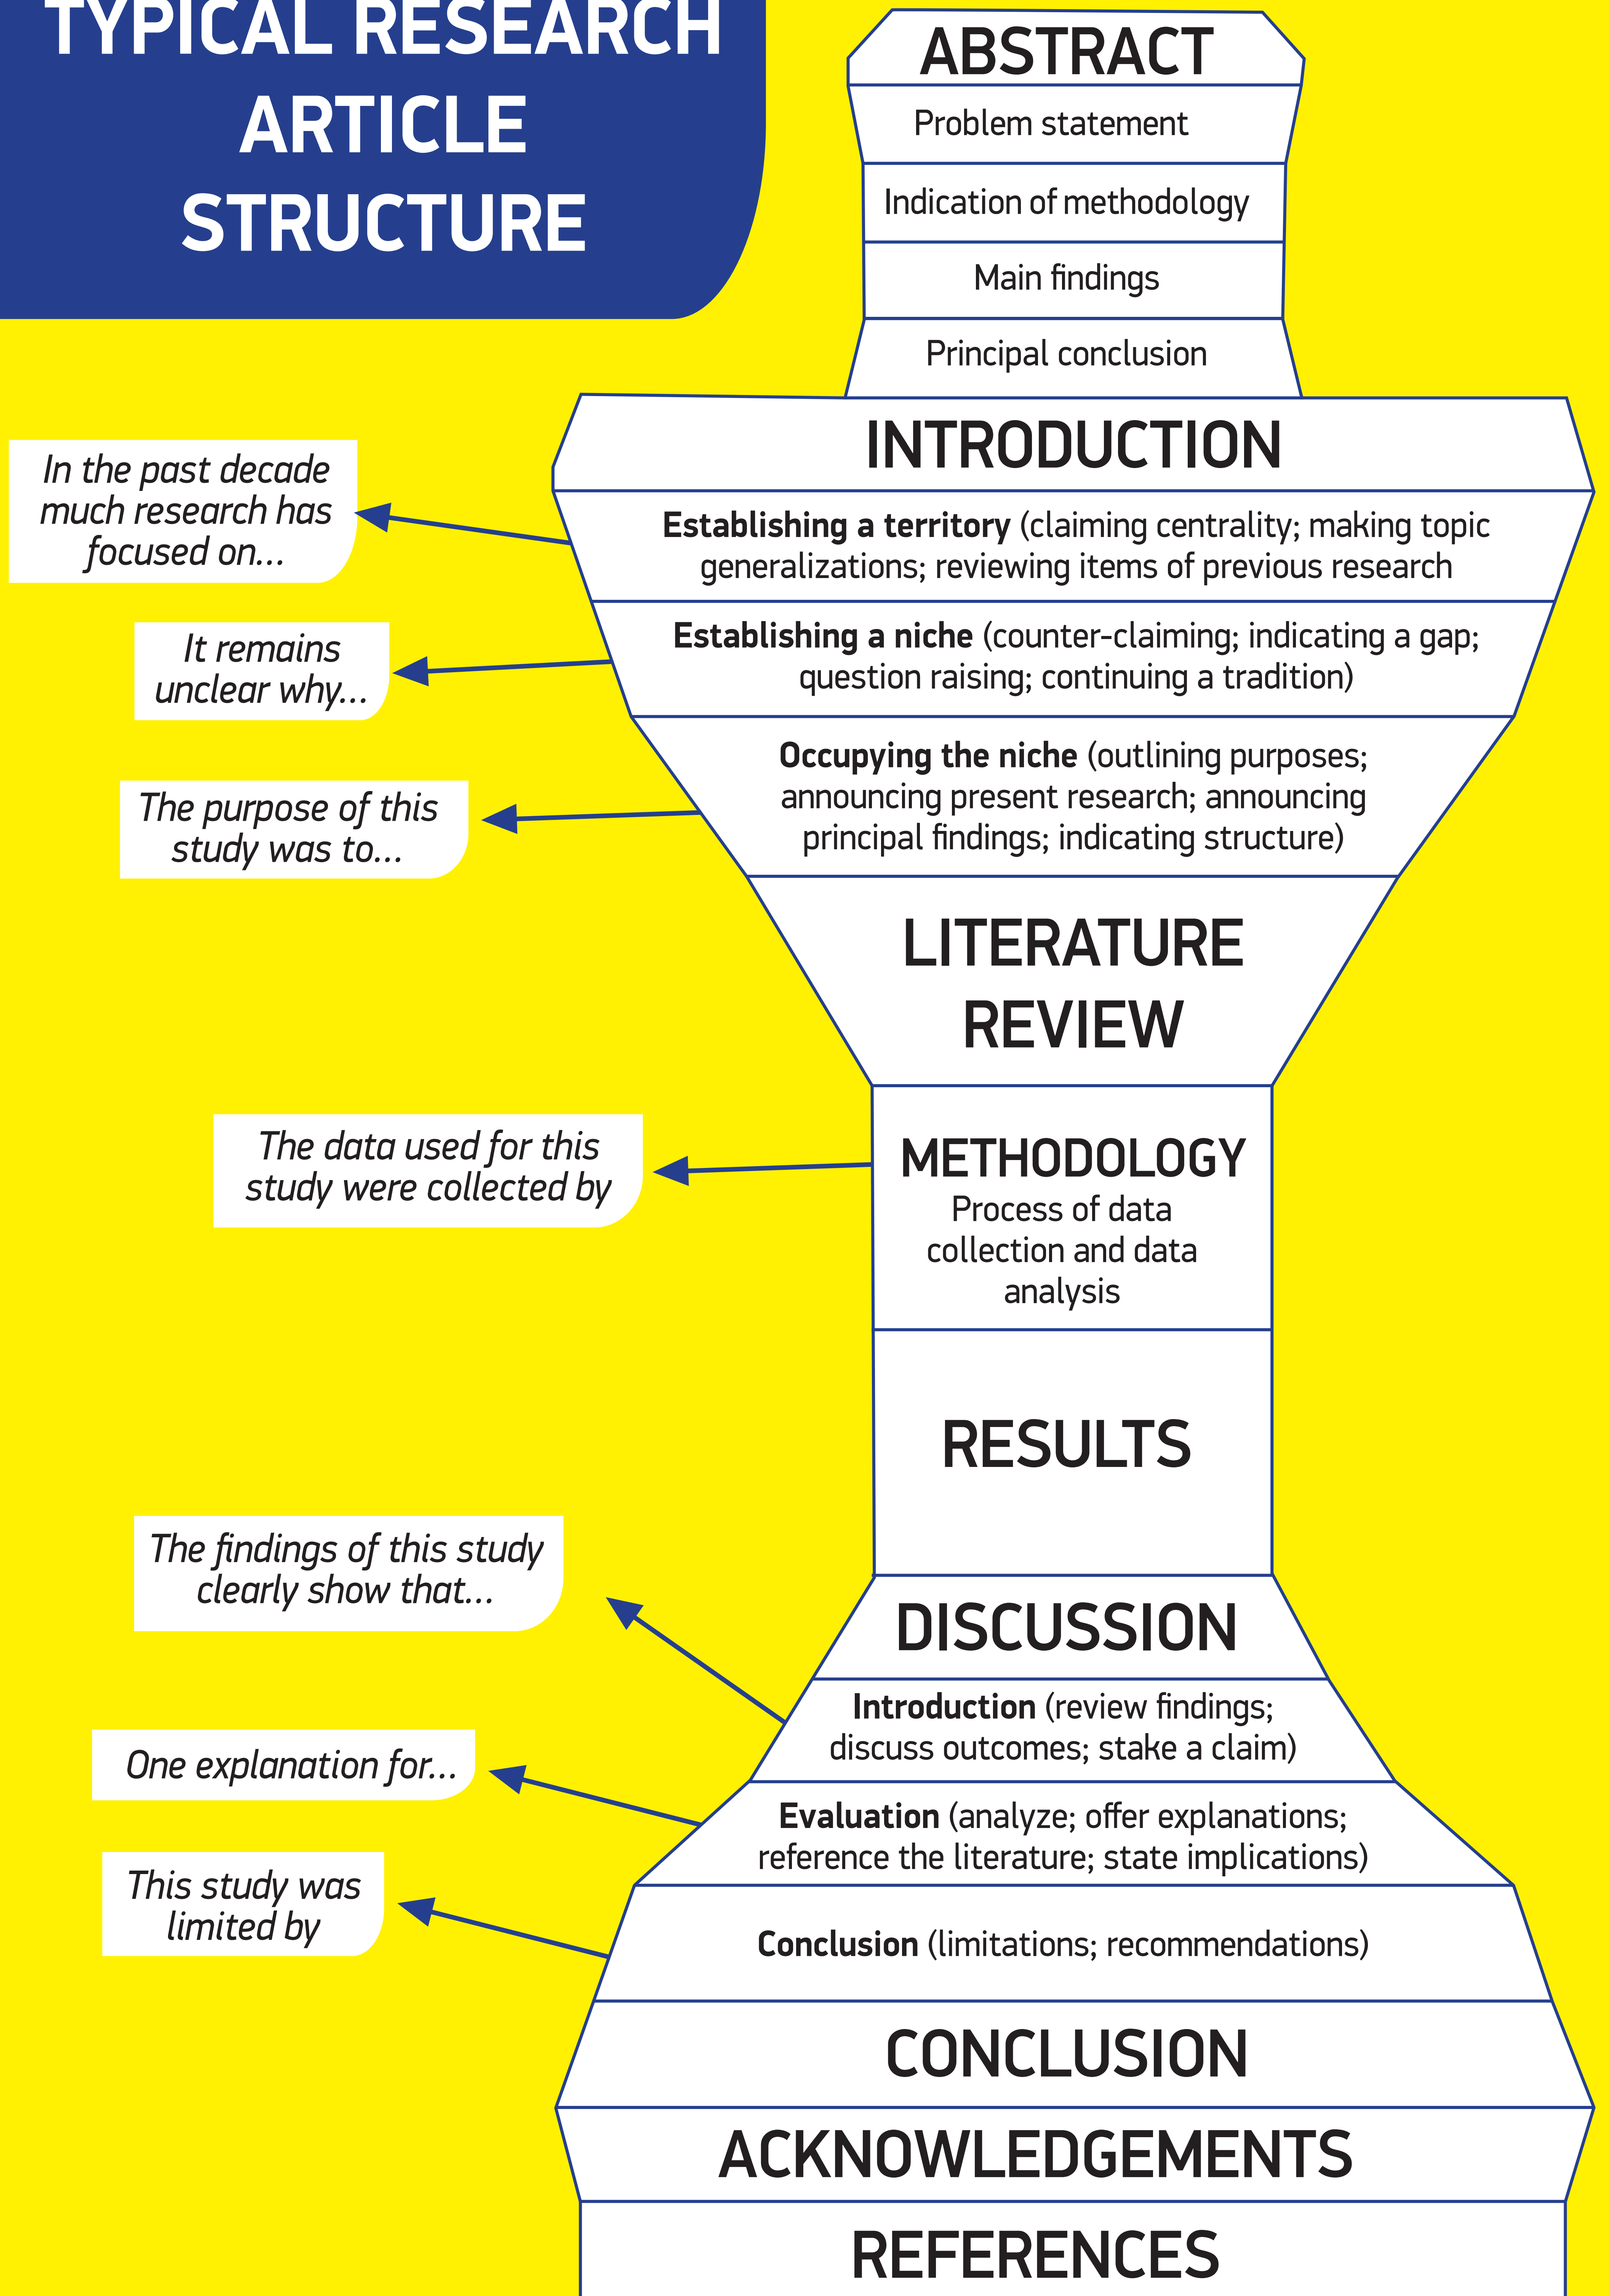 TYPICAL RESEARCH
ARTICLE
STRUCTURE
ABSTRACT
Problem statement
Indication of methodology
Main findings
Principal conclusion
INTRODUCTION
In the past decade
much research has
focused on...
Establishing a territory (claiming centrality; making topic
generalizations; reviewing items of previous research
It remains
unclear why...
Establishing a niche (counter-claiming; indicating a gap;
question raising; continuing a tradition)
The purpose of this
study was to...
Occupying the niche (outlining purposes;
announcing present research; announcing
principal findings; indicating structure)
LITERATURE
REVIEW
The data used for this
study were collected by
METHODOLOGY
Process of data
collection and data
analysis
RESULTS
The findings of this study
clearly show that...
DISCUSSION
Introduction (review findings;
discuss outcomes; stake a claim)
One explanation for...
Evaluation (analyze; offer explanations;
reference the literature; state implications)
This study was
limited by
Conclusion (limitations; recommendations)
CONCLUSION
ACKNOWLEDGEMENTS
REFERENCES